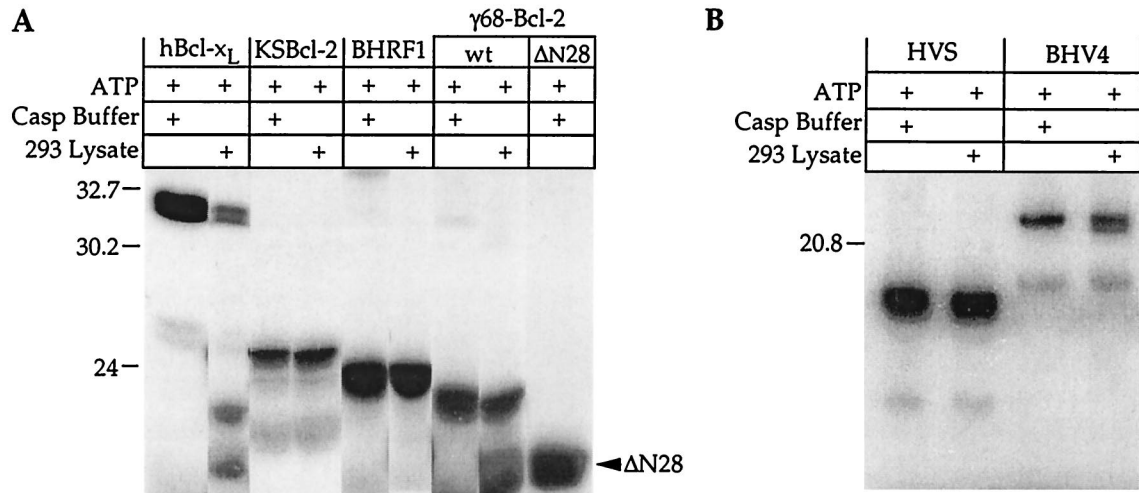 A
γ68-Bcl-2
hBcl-xL KSBcl-2 BHRF1 wt ΔN28
ATP + + + + + + + + +
Casp Buffer + + + + +
293 Lysate + + + +
32.7
30.2
24
ΔN28
B
HVS BHV4
ATP + + + +
Casp Buffer + +
293 Lysate + +
20.8